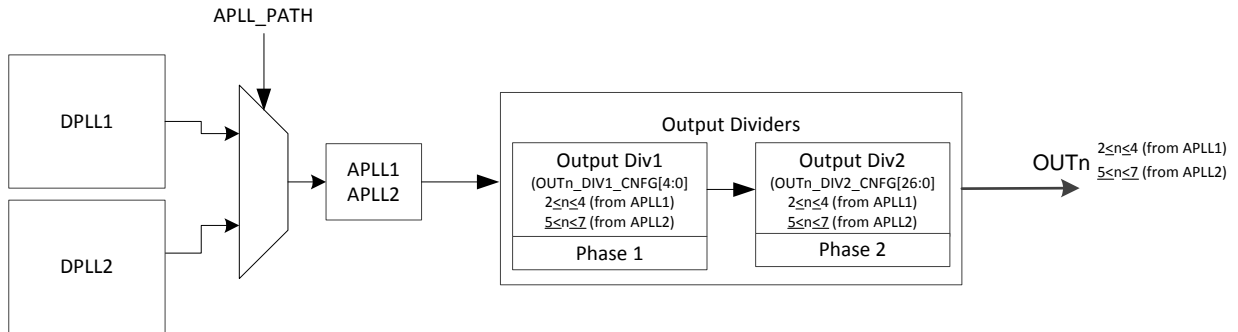 APLL_PATH
DPLL1
DPLL2
APLL1
APLL2
Output Dividers
Output Div1
(OUTn_DIV1_CNFG[4:0]
2≤n≤4 (from APLL1)
5≤n≤7 (from APLL2)
Phase 1
Output Div2
(OUTn_DIV2_CNFG[26:0]
2≤n≤4 (from APLL1)
5≤n≤7 (from APLL2)
Phase 2
OUTn
2≤n≤4 (from APLL1)
5≤n≤7 (from APLL2)